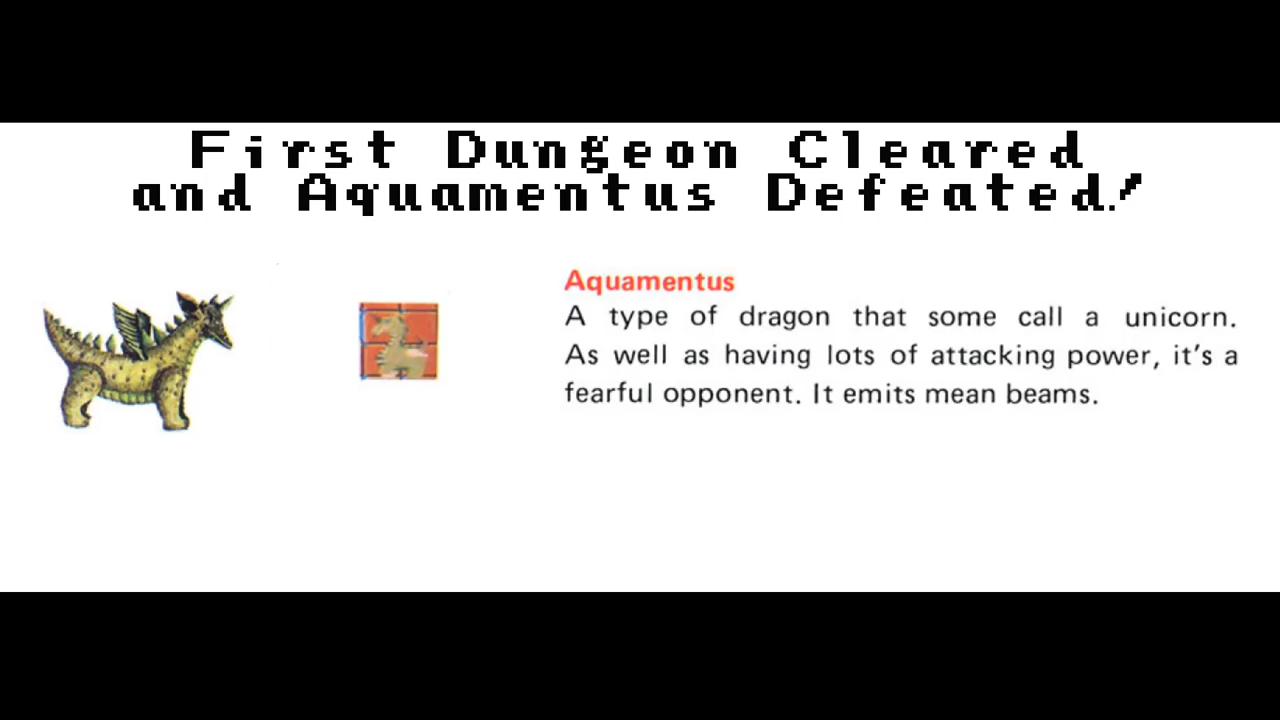 First Dungeon Cleared
and Aquamentus Defeated!
Aquamentus
A type of dragon that some call a unicorn.
As well as having lots of attacking power, it's a
fearful opponent. It emits mean beams.